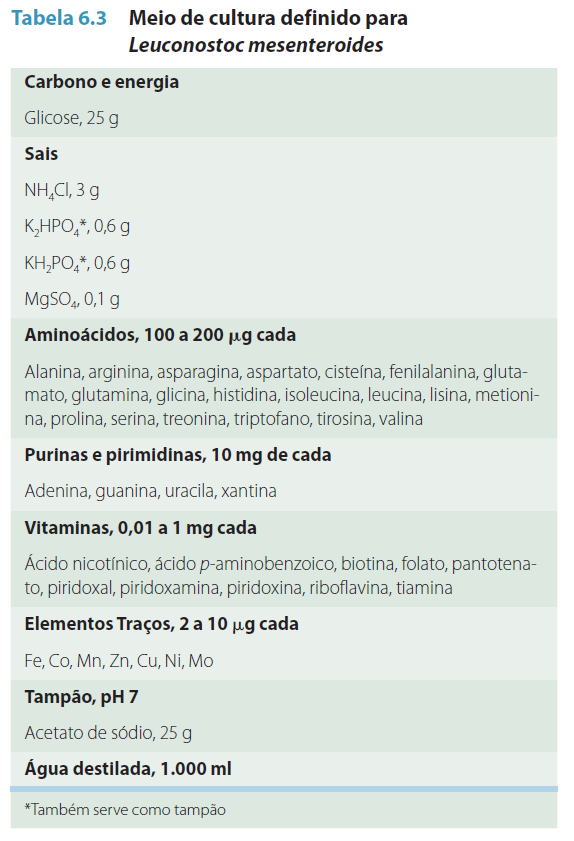 Tabela 6.3 Meio de cultura definido para
Leuconostoc mesenteroides
Carbono e energia
Glicose, 25 g
Sais
NH₄Cl, 3 g
K₂HPO₄*, 0,6 g
KH₂PO₄*, 0,6 g
MgSO₄, 0,1 g
Aminoácidos, 100 a 200 μg cada
Alanina, arginina, asparagina, aspartato, cisteína, fenilalanina, gluta-
mato, glutamina, glicina, histidina, isoleucina, leucina, lisina, metioni-
na, prolina, serina, treonina, triptofano, tirosina, valina
Purinas e pirimidinas, 10 mg de cada
Adenina, guanina, uracila, xantina
Vitaminas, 0,01 a 1 mg cada
Ácido nicotínico, ácido p-aminobenzoico, biotina, folato, pantotena-
to, piridoxal, piridoxamina, piridoxina, riboflavina, tiamina
Elementos Traços, 2 a 10 μg cada
Fe, Co, Mn, Zn, Cu, Ni, Mo
Tampão, pH 7
Acetato de sódio, 25 g
Água destilada, 1.000 ml
*Também serve como tampão